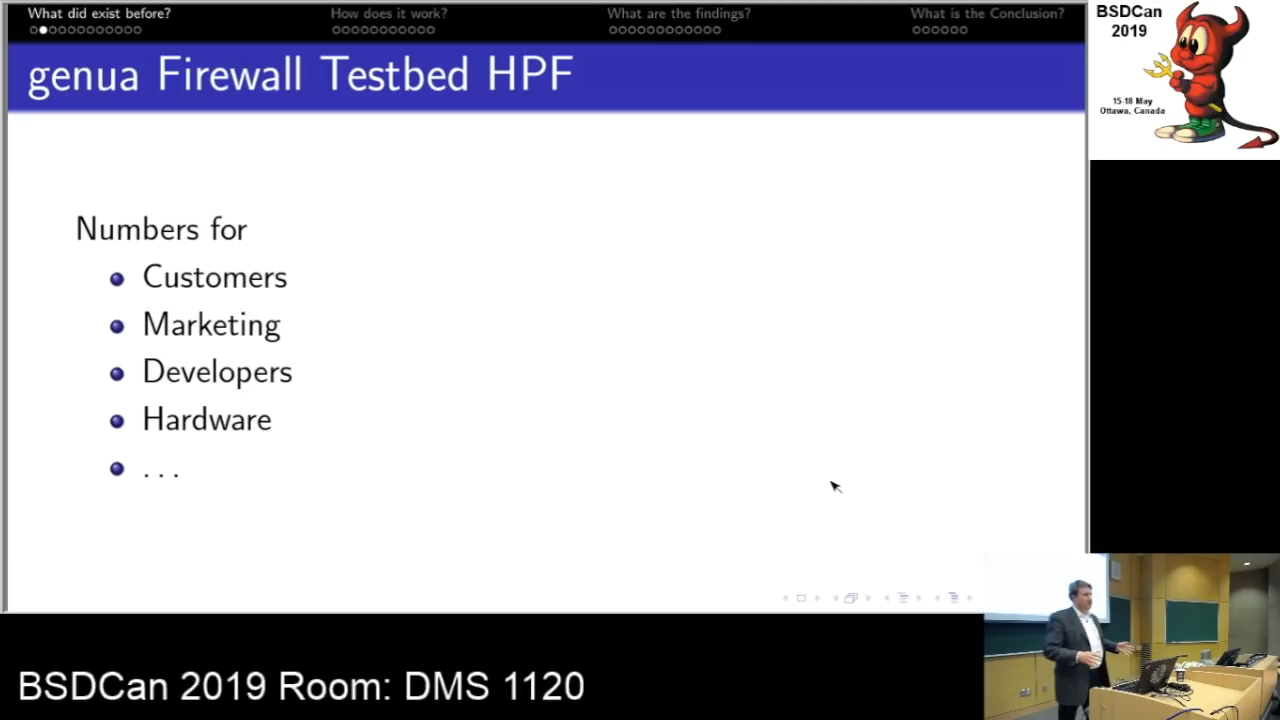 What did exist before?
How does it work?
What are the findings?
What is the Conclusion?
genua Firewall Testbed HPF
Numbers for
Customers
Marketing
Developers
Hardware
. . .
BSDCan
2019
15-18 May
Ottawa, Canada
BSDCan 2019 Room: DMS 1120